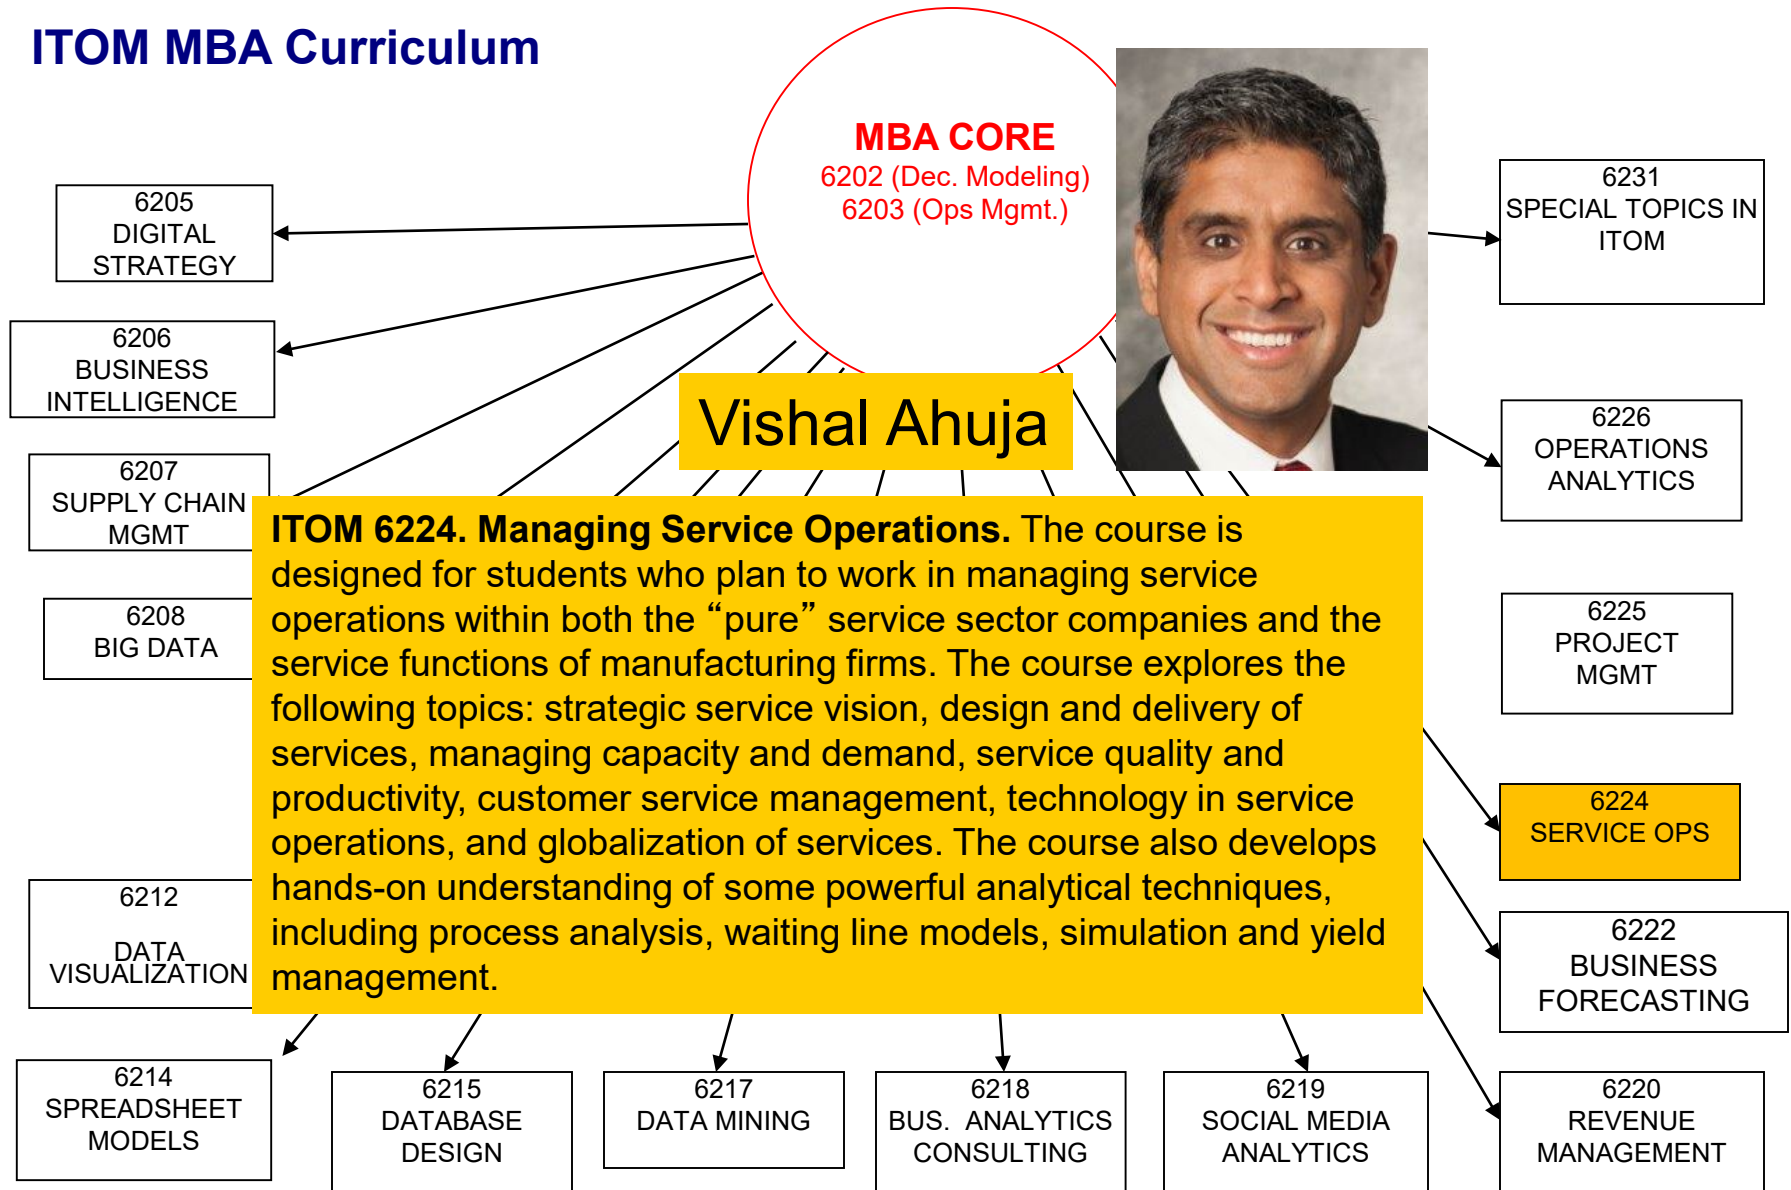 ITOM MBA Curriculum
MBA CORE
6202 (Dec. Modeling)
6203 (Ops Mgmt.)
6205
DIGITAL
STRATEGY
6231
SPECIAL TOPICS IN
ITOM
6206
BUSINESS
INTELLIGENCE
Vishal Ahuja
6226
OPERATIONS
ANALYTICS
6207
SUPPLY CHAIN
MGMT
ITOM 6224. Managing Service Operations. The course is
designed for students who plan to work in managing service
operations within both the “pure” service sector companies and the
service functions of manufacturing firms. The course explores the
following topics: strategic service vision, design and delivery of
services, managing capacity and demand, service quality and
productivity, customer service management, technology in service
operations, and globalization of services. The course also develops
hands-on understanding of some powerful analytical techniques,
including process analysis, waiting line models, simulation and yield
management.
6208
BIG DATA
6225
PROJECT
MGMT
6224
SERVICE OPS
6212
DATA
VISUALIZATION
6222
BUSINESS
FORECASTING
6214
SPREADSHEET
MODELS
6215
DATABASE
DESIGN
6217
DATA MINING
6218
BUS. ANALYTICS
CONSULTING
6219
SOCIAL MEDIA
ANALYTICS
6220
REVENUE
MANAGEMENT